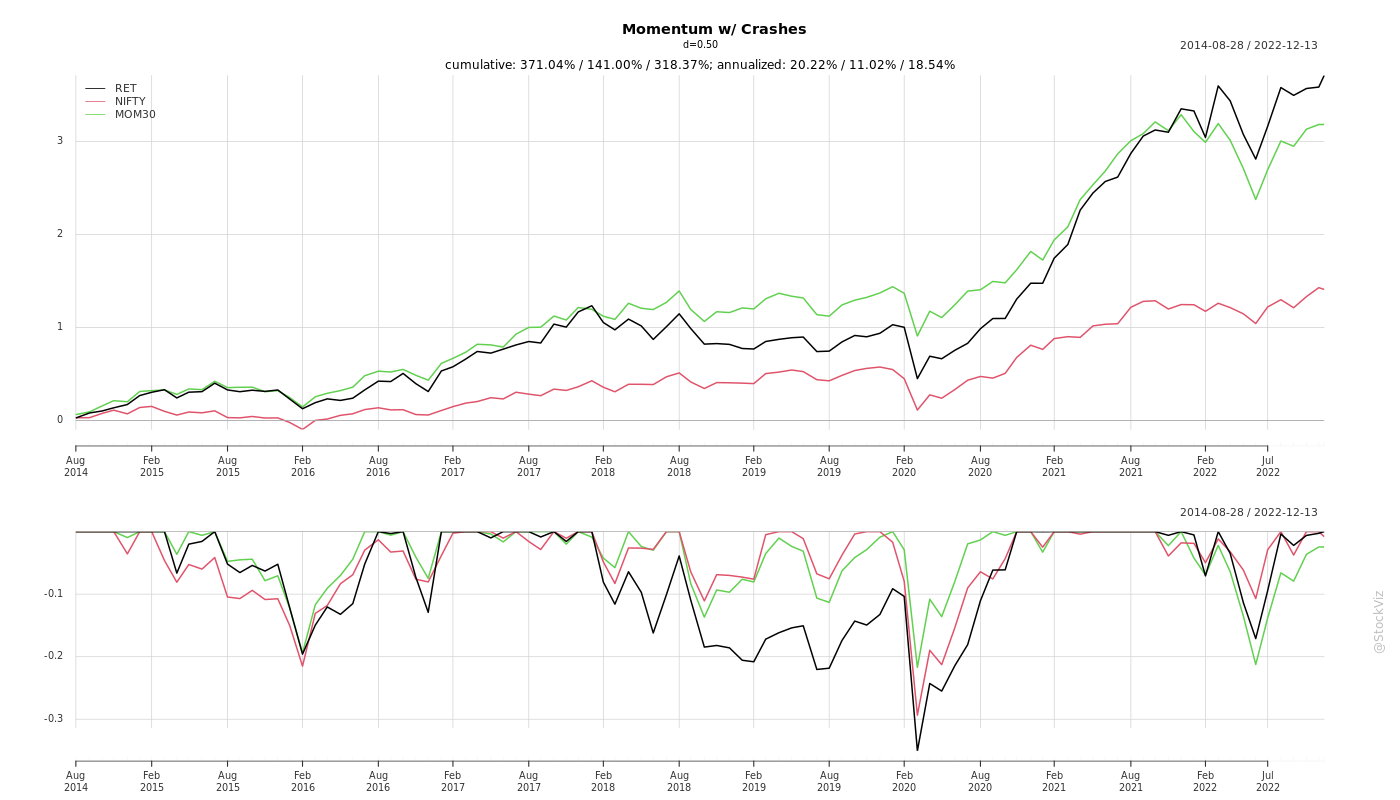 Momentum w/ Crashes
d=0.50
2014-08-28 / 2022-12-13
cumulative: 371.04% / 141.00% / 318.37%; annualized: 20.22% / 11.02% / 18.54%
RET
NIFTY
MOM30
3
2
1
0
Aug Feb Aug Feb Aug Feb Aug Feb Aug Feb Aug Feb Aug Feb Aug Feb Jul
2014 2015 2015 2016 2016 2017 2017 2018 2018 2019 2019 2020 2020 2021 2021 2022 2022
2014-08-28 / 2022-12-13
-0.1
-0.2
-0.3
Aug Feb Aug Feb Aug Feb Aug Feb Aug Feb Aug Feb Aug Feb Aug Feb Jul
2014 2015 2015 2016 2016 2017 2017 2018 2018 2019 2019 2020 2020 2021 2021 2022 2022
@StockViz